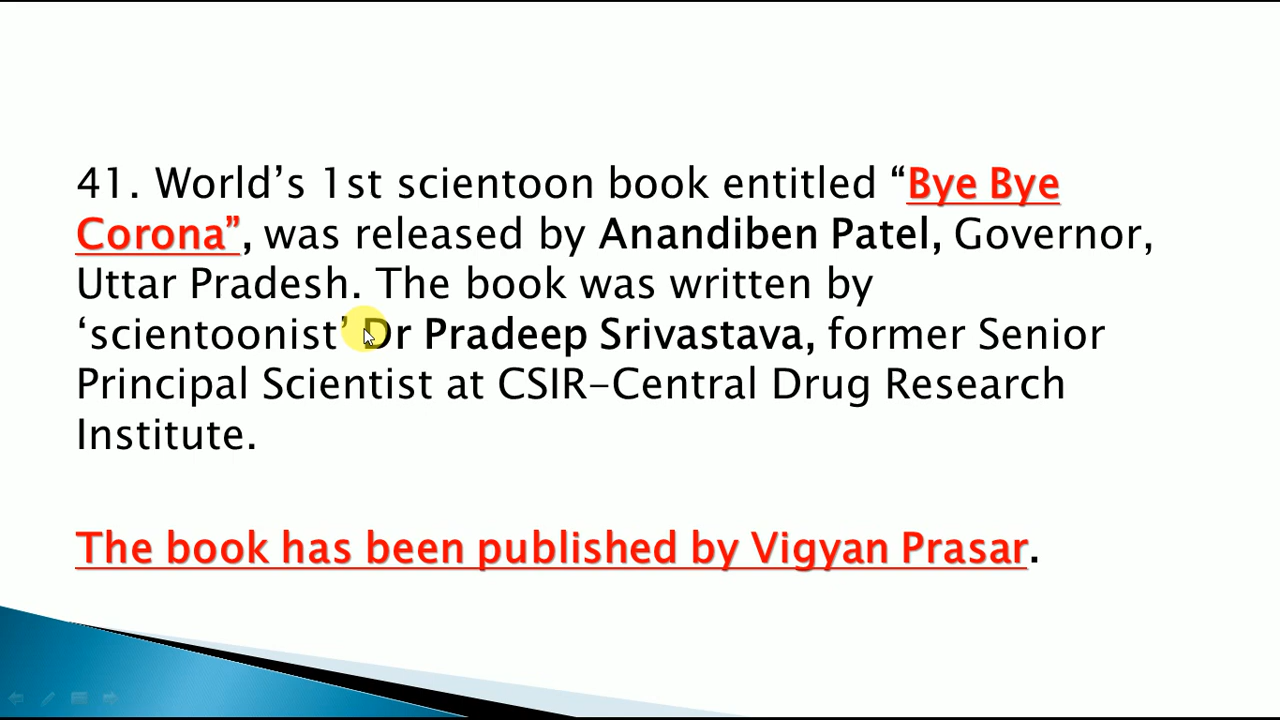 41. World’s 1st scientoon book entitled “Bye Bye
Corona”, was released by Anandiben Patel, Governor,
Uttar Pradesh. The book was written by
‘scientoonist’ Dr Pradeep Srivastava, former Senior
Principal Scientist at CSIR-Central Drug Research
Institute.
The book has been published by Vigyan Prasar.